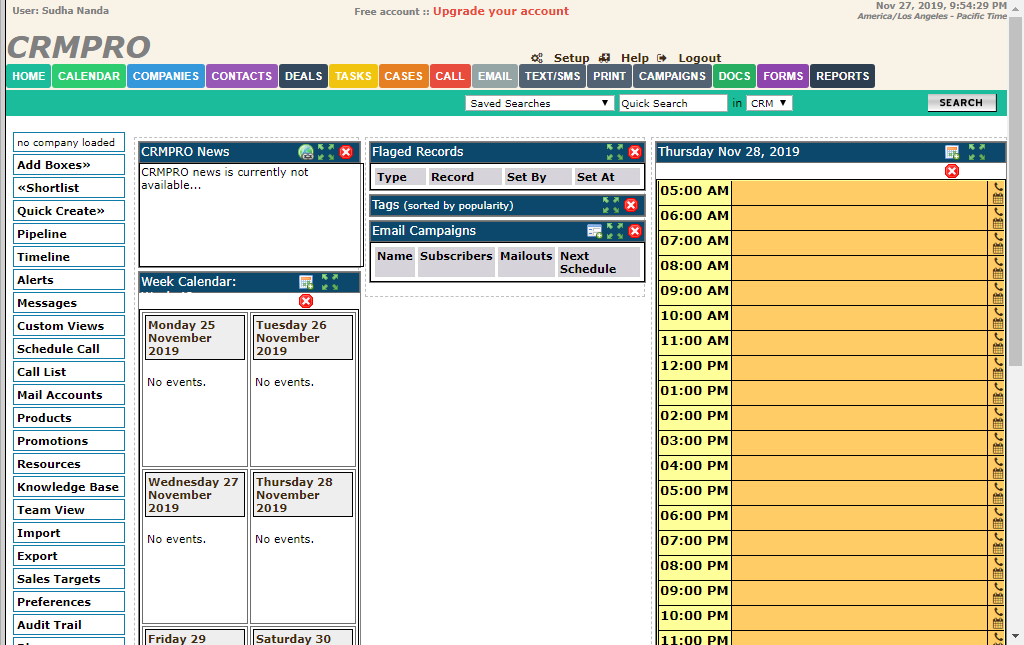 User: Sudha Nanda
Free account :: Upgrade your account
Nov 27, 2019, 9:54:29 PM
America/Los Angeles - Pacific Time
CRMPRO
Setup Help Logout
HOME CALENDAR COMPANIES CONTACTS DEALS TASKS CASES CALL EMAIL TEXT/SMS PRINT CAMPAIGNS DOCS FORMS REPORTS
Saved Searches Quick Search in CRM SEARCH
no company loaded
Add Boxes»
«Shortlist
Quick Create»
Pipeline
Timeline
Alerts
Messages
Custom Views
Schedule Call
Call List
Mail Accounts
Products
Promotions
Resources
Knowledge Base
Team View
Import
Export
Sales Targets
Preferences
Audit Trail
CRMPRO News
CRMPRO news is currently not
available...
Week Calendar:
Monday 25
November
2019
No events.
Tuesday 26
November
2019
No events.
Wednesday 27
November
2019
No events.
Thursday 28
November
2019
No events.
Friday 29
Saturday 30
Flaged Records
Type Record Set By Set At
Tags (sorted by popularity)
Email Campaigns
Name Subscribers Mailouts Next
Schedule
Thursday Nov 28, 2019
05:00 AM
06:00 AM
07:00 AM
08:00 AM
09:00 AM
10:00 AM
11:00 AM
12:00 PM
01:00 PM
02:00 PM
03:00 PM
04:00 PM
05:00 PM
06:00 PM
07:00 PM
08:00 PM
09:00 PM
10:00 PM
11:00 PM